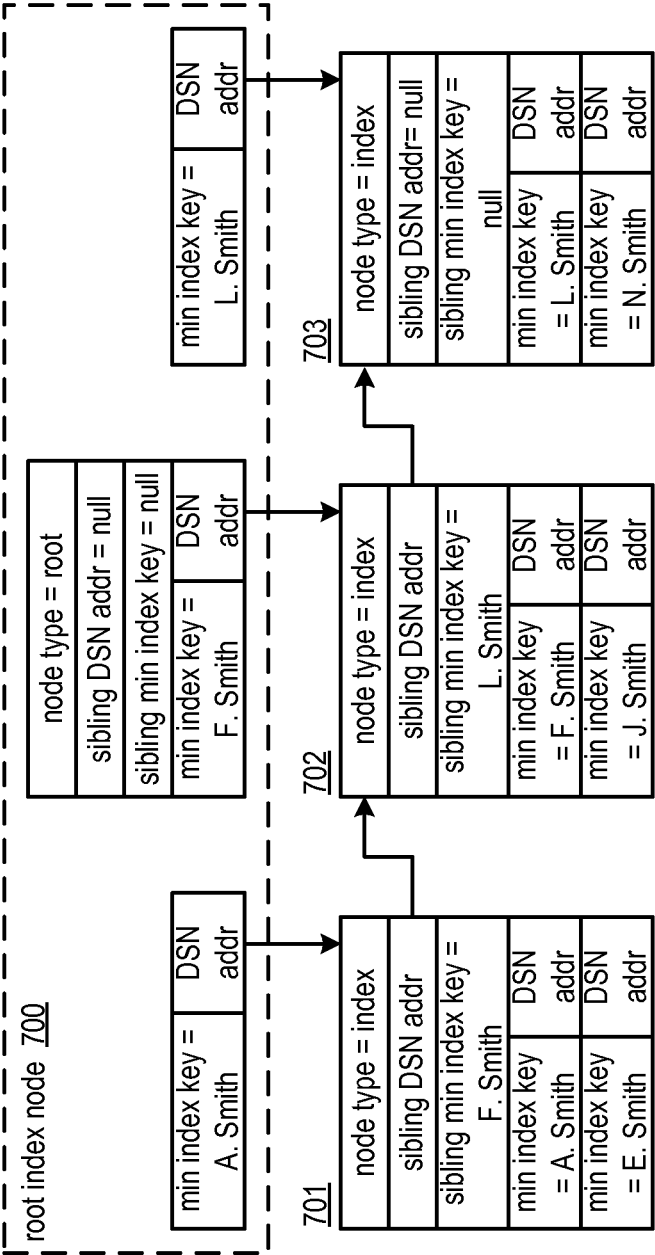 root index node 700
node type = root
sibling DSN addr = null
sibling min index key = null
min index key =
A. Smith
DSN
addr
min index key =
F. Smith
DSN
addr
min index key =
L. Smith
DSN
addr
701
node type = index
sibling DSN addr
sibling min index key =
F. Smith
min index key
= A. Smith
DSN
addr
min index key
= E. Smith
DSN
addr
702
node type = index
sibling DSN addr
sibling min index key =
L. Smith
min index key
= F. Smith
DSN
addr
min index key
= J. Smith
DSN
addr
703
node type = index
sibling DSN addr= null
sibling min index key =
null
min index key
= L. Smith
DSN
addr
min index key
= N. Smith
DSN
addr